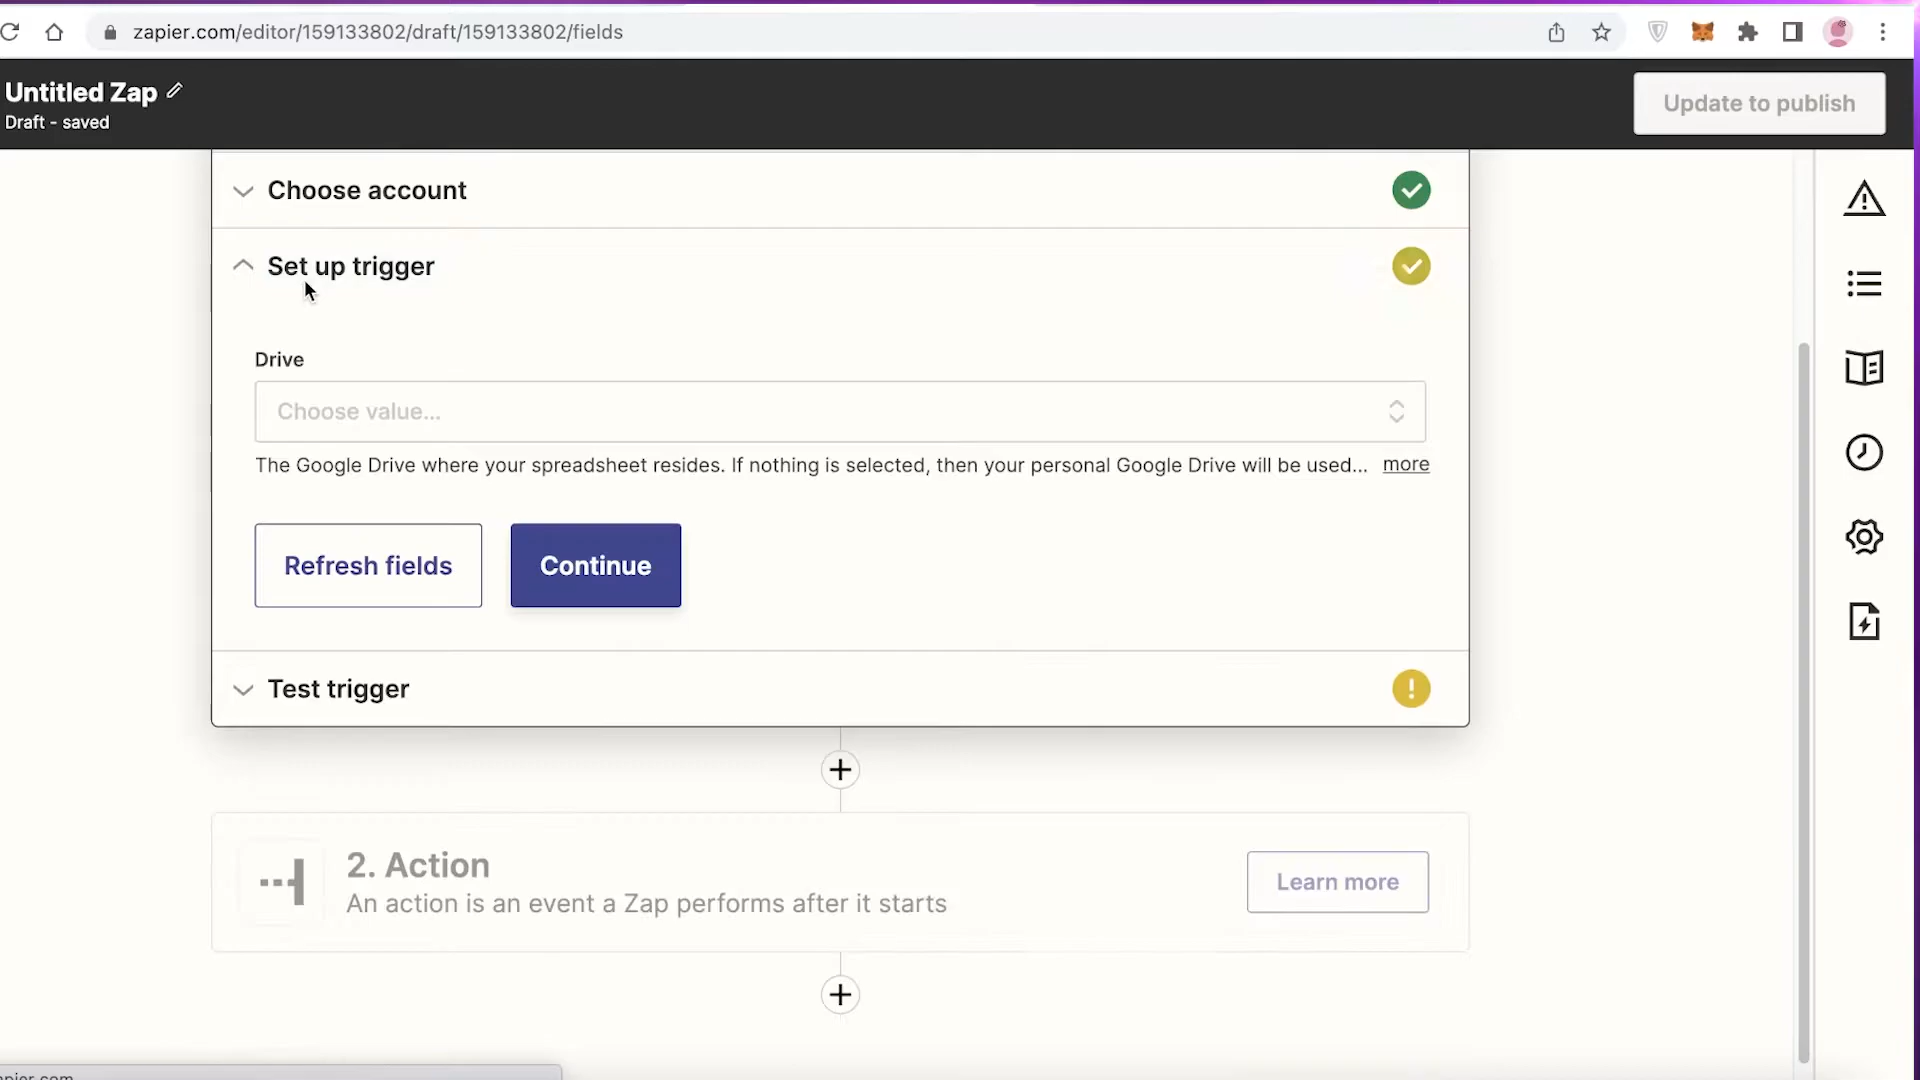 zapier.com/editor/159133802/draft/159133802/fields
Untitled Zap
Draft - saved
Update to publish
Choose account
Set up trigger
Drive
Choose value...
The Google Drive where your spreadsheet resides. If nothing is selected, then your personal Google Drive will be used... more
Refresh fields
Continue
Test trigger
2. Action
An action is an event a Zap performs after it starts
Learn more